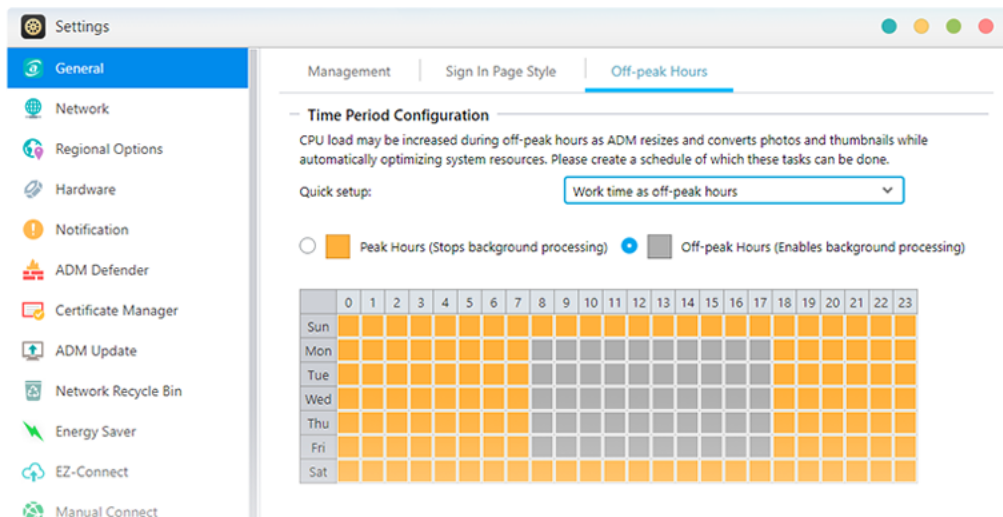 Settings
General
Network
Regional Options
Hardware
Notification
ADM Defender
Certificate Manager
ADM Update
Network Recycle Bin
Energy Saver
EZ-Connect
Manual Connect
Management
Sign In Page Style
Off-peak Hours
Time Period Configuration
CPU load may be increased during off-peak hours as ADM resizes and converts photos and thumbnails while
automatically optimizing system resources. Please create a schedule of which these tasks can be done.
Quick setup:
Work time as off-peak hours
Peak Hours (Stops background processing)
Off-peak Hours (Enables background processing)
0 1 2 3 4 5 6 7 8 9 10 11 12 13 14 15 16 17 18 19 20 21 22 23
Sun
Mon
Tue
Wed
Thu
Fri
Sat